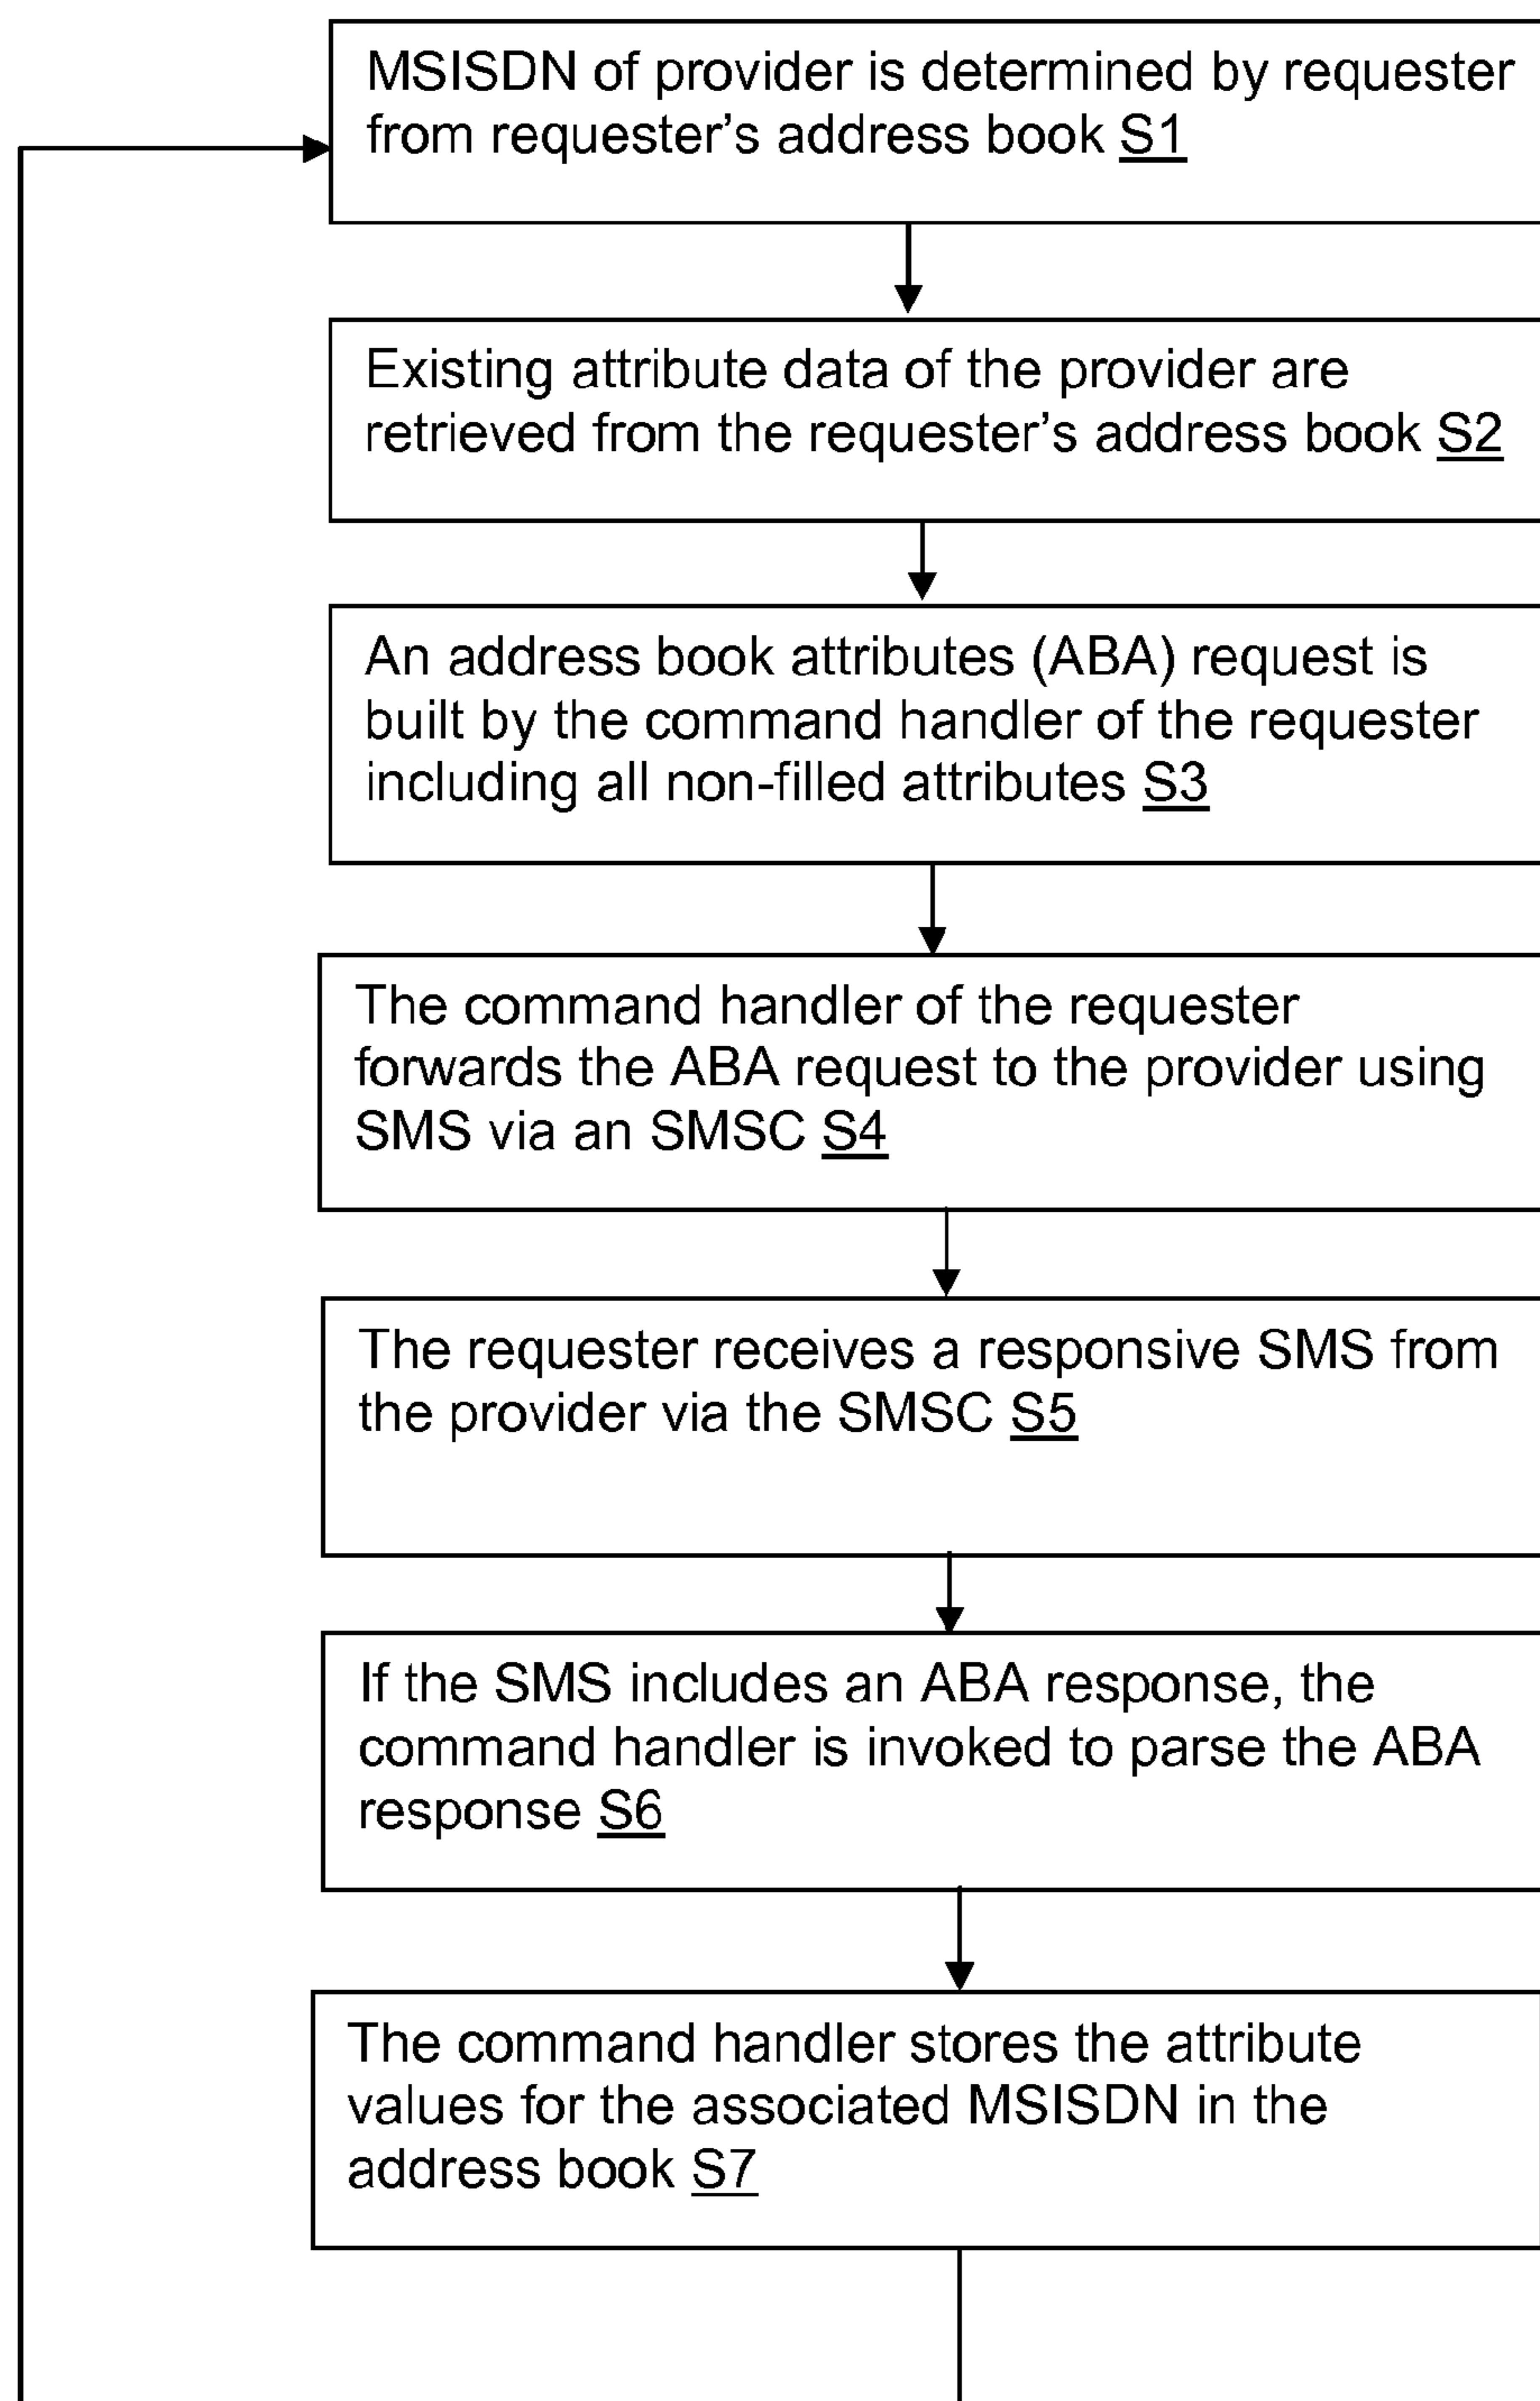 MSISDN of provider is determined by requester
from requester's address book S1
Existing attribute data of the provider are
retrieved from the requester's address book S2
An address book attributes (ABA) request is
built by the command handler of the requester
including all non-filled attributes S3
The command handler of the requester
forwards the ABA request to the provider using
SMS via an SMSC S4
The requester receives a responsive SMS from
the provider via the SMSC S5
If the SMS includes an ABA response, the
command handler is invoked to parse the ABA
response S6
The command handler stores the attribute
values for the associated MSISDN in the
address book S7